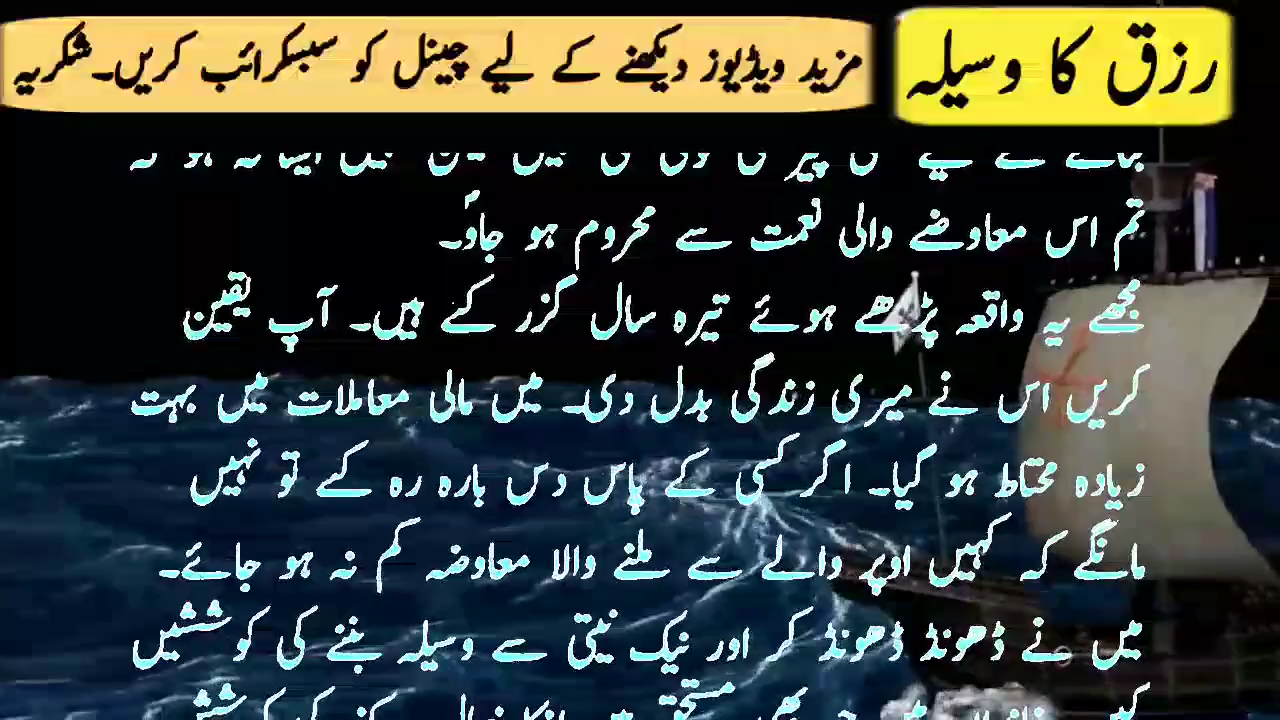 رزق کا وسیلہ
مزید ویڈیوز دیکھنے کے لیے چینل کو سبسکرائب کریں۔شکریہ
تم اس معاوضے والی نعمت سے محروم ہو جاؤ۔
مجھے یہ واقعہ پڑھے ہوئے تیرہ سال گزر کے ہیں۔ آپ یقین
کریں اس نے میری زندگی بدل دی۔ میں مالی معاملات میں بہت
زیادہ محتاط ہو گیا۔ اگر کسی کے پاس دس بارہ رہ کے تو نہیں
مانگے کہ کہیں اوپر والے سے ملنے والا معاوضہ کم نہ ہو جائے۔
میں نے ڈھونڈ ڈھونڈ کر اور نیک نیتی سے وسیلہ بننے کی کوششیں